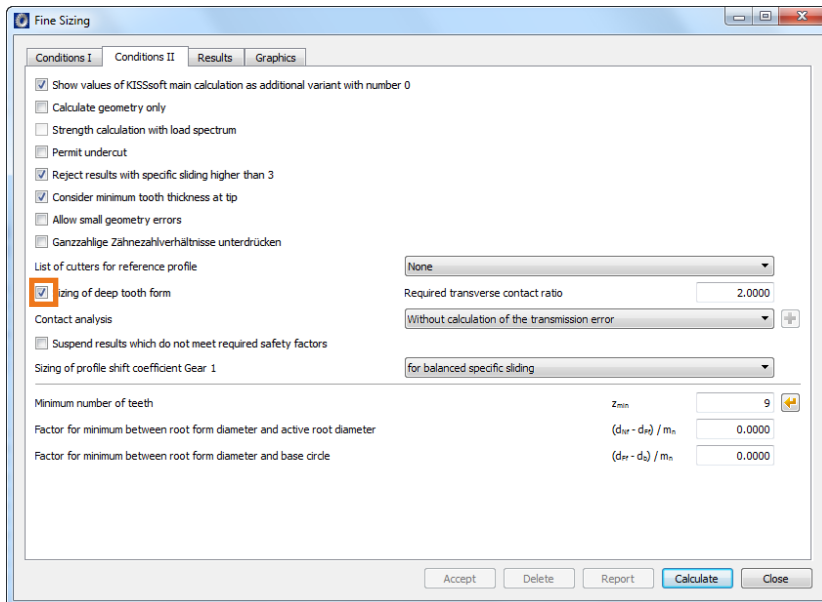 Fine Sizing
Conditions I Conditions II Results Graphics
Show values of KISSsoft main calculation as additional variant with number 0
Calculate geometry only
Strength calculation with load spectrum
Permit undercut
Reject results with specific sliding higher than 3
Consider minimum tooth thickness at tip
Allow small geometry errors
Ganzzahlige Zähnezahlverhältnisse unterdrücken
List of cutters for reference profile None
izing of deep tooth form Required transverse contact ratio 2.0000
Contact analysis Without calculation of the transmission error
Suspend results which do not meet required safety factors
Sizing of profile shift coefficient Gear 1 for balanced specific sliding
Minimum number of teeth zmin 9
Factor for minimum between root form diameter and active root diameter (dNf - dFf) / mn 0.0000
Factor for minimum between root form diameter and base circle (dFf - db) / mn 0.0000
Accept Delete Report Calculate Close